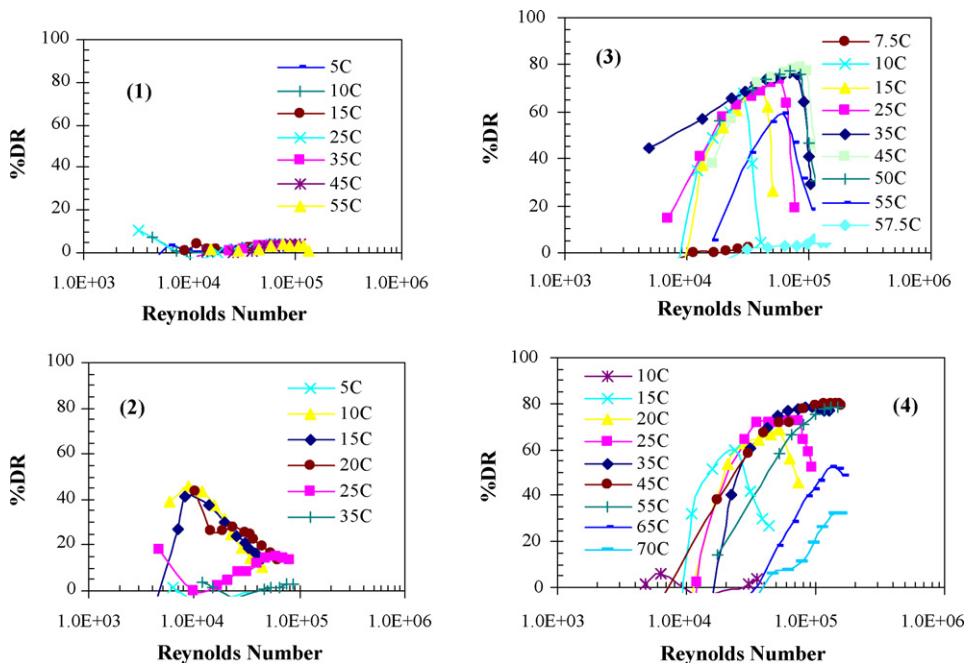 (1)
%DR
100
80
60
40
20
0
1.0E+03
1.0E+04
1.0E+05
1.0E+06
Reynolds Number
5C
10C
15C
25C
35C
45C
55C
(3)
%DR
100
80
60
40
20
0
1.0E+03
1.0E+04
1.0E+05
1.0E+06
Reynolds Number
7.5C
10C
15C
25C
35C
45C
50C
55C
57.5C
(2)
%DR
100
80
60
40
20
0
1.0E+03
1.0E+04
1.0E+05
1.0E+06
Reynolds Number
5C
10C
15C
20C
25C
35C
(4)
%DR
100
80
60
40
20
0
1.0E+03
1.0E+04
1.0E+05
1.0E+06
Reynolds Number
10C
15C
20C
25C
35C
45C
55C
65C
70C